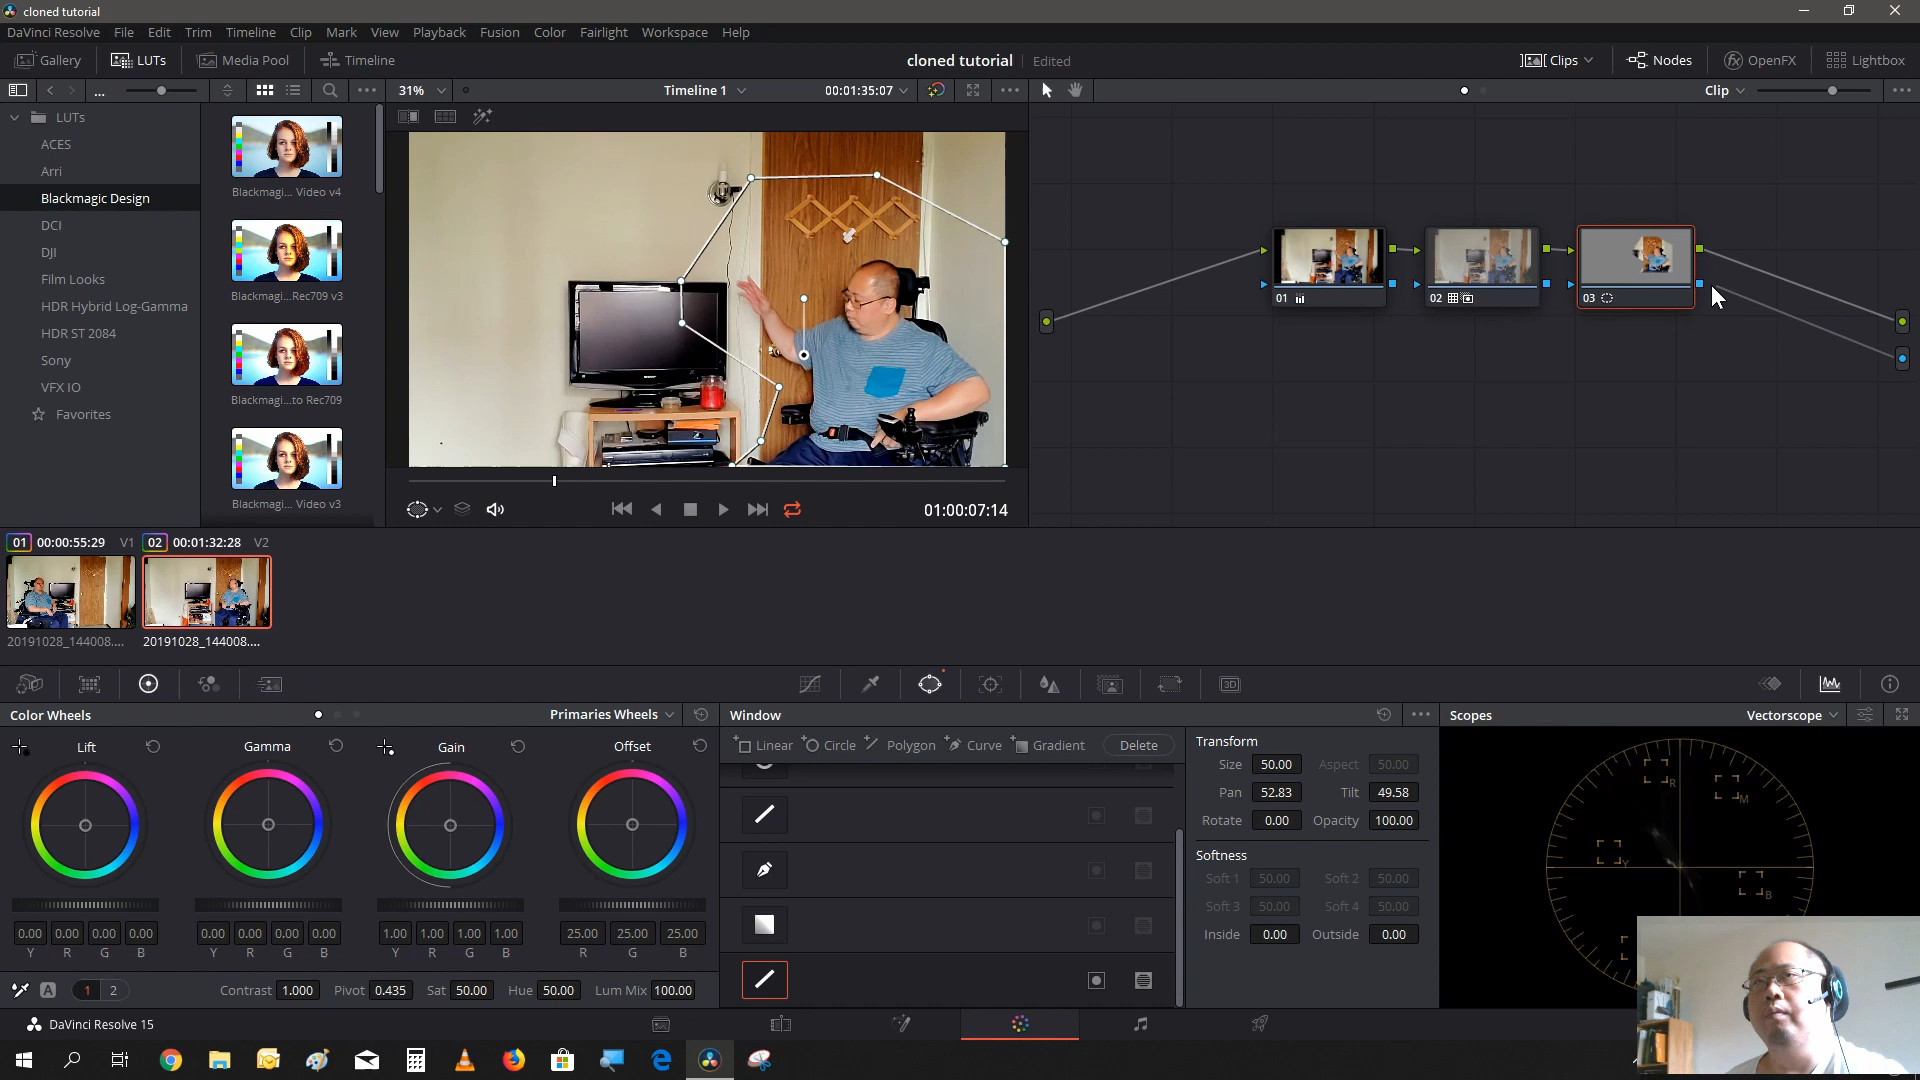 cloned tutorial
DaVinci Resolve File Edit Trim Timeline Clip Mark View Playback Fusion Color Fairlight Workspace Help
Gallery LUTs Media Pool Timeline cloned tutorial Edited Clips Nodes OpenFX Lightbox
... 31% Timeline 1 00:01:35:07 Clip
LUTs
ACES
Arri
Blackmagic Design
DCI
DJI
Film Looks
HDR Hybrid Log-Gamma
HDR ST 2084
Sony
VFX IO
Favorites
Blackmagi... Video v4
Blackmagi...Rec709 v3
Blackmagi...to Rec709
Blackmagi... Video v3
01 02 03
01:00:07:14
01 00:00:55:29 V1 02 00:01:32:28 V2
20191028_144008.... 20191028_144008....
3D
Color Wheels Primaries Wheels
Lift Gamma Gain Offset
0.00 0.00 0.00 0.00 0.00 0.00 0.00 0.00 1.00 1.00 1.00 1.00 25.00 25.00 25.00
Y R G B Y R G B Y R G B R G B
A 1 2 Contrast 1.000 Pivot 0.435 Sat 50.00 Hue 50.00 Lum Mix 100.00
Window
Linear Circle Polygon Curve Gradient Delete
Transform
Size 50.00 Aspect 50.00
Pan 52.83 Tilt 49.58
Rotate 0.00 Opacity 100.00
Softness
Soft 1 50.00 Soft 2 50.00
Soft 3 50.00 Soft 4 50.00
Inside 0.00 Outside 0.00
Scopes Vectorscope
R
M
Y
B
DaVinci Resolve 15